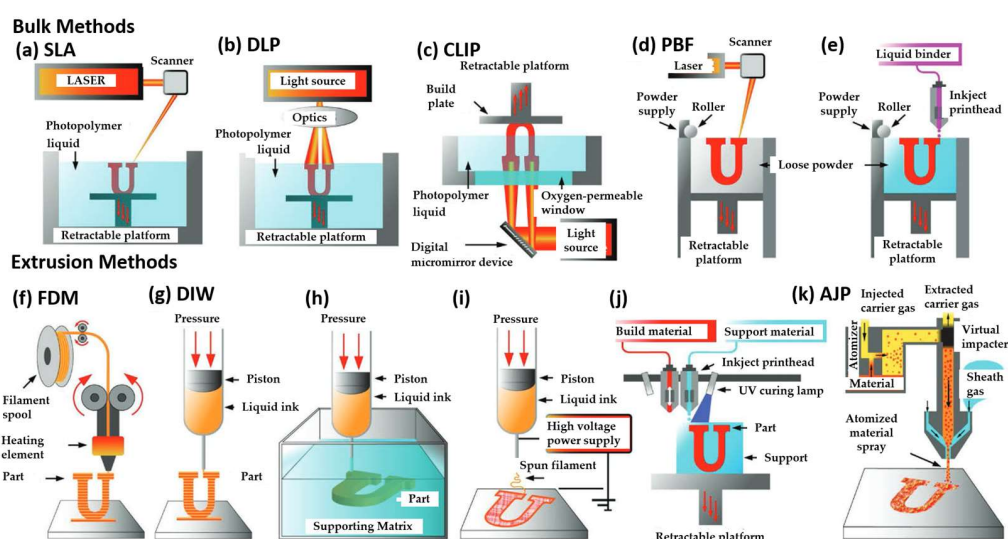 Bulk Methods
(a) SLA
LASER
Scanner
Photopolymer
liquid
Retractable platform
(b) DLP
Light source
Optics
Photopolymer
liquid
Retractable platform
(c) CLIP
Retractable platform
Build
plate
Photopolymer
liquid
Oxygen-permeable
window
Digital
micromirror device
Light
source
(d) PBF
Scanner
Laser
Powder
supply
Roller
Loose powder
Retractable
platform
(e)
Liquid binder
Powder
supply
Roller
Inkject
printhead
Retractable
platform
Extrusion Methods
(f) FDM
Filament
spool
Heating
element
Part
(g) DIW
Pressure
Piston
Liquid ink
Part
(h)
Pressure
Piston
Liquid ink
Part
Supporting Matrix
(i)
Pressure
Piston
Liquid ink
High voltage
power supply
Spun filament
(j)
Build material
Support material
Inkject printhead
UV curing lamp
Part
Support
Retractable platform
(k) AJP
Injected
carrier gas
Extracted
carrier gas
Atomizer
Virtual
impacter
Material
Sheath
gas
Atomized
material
spray